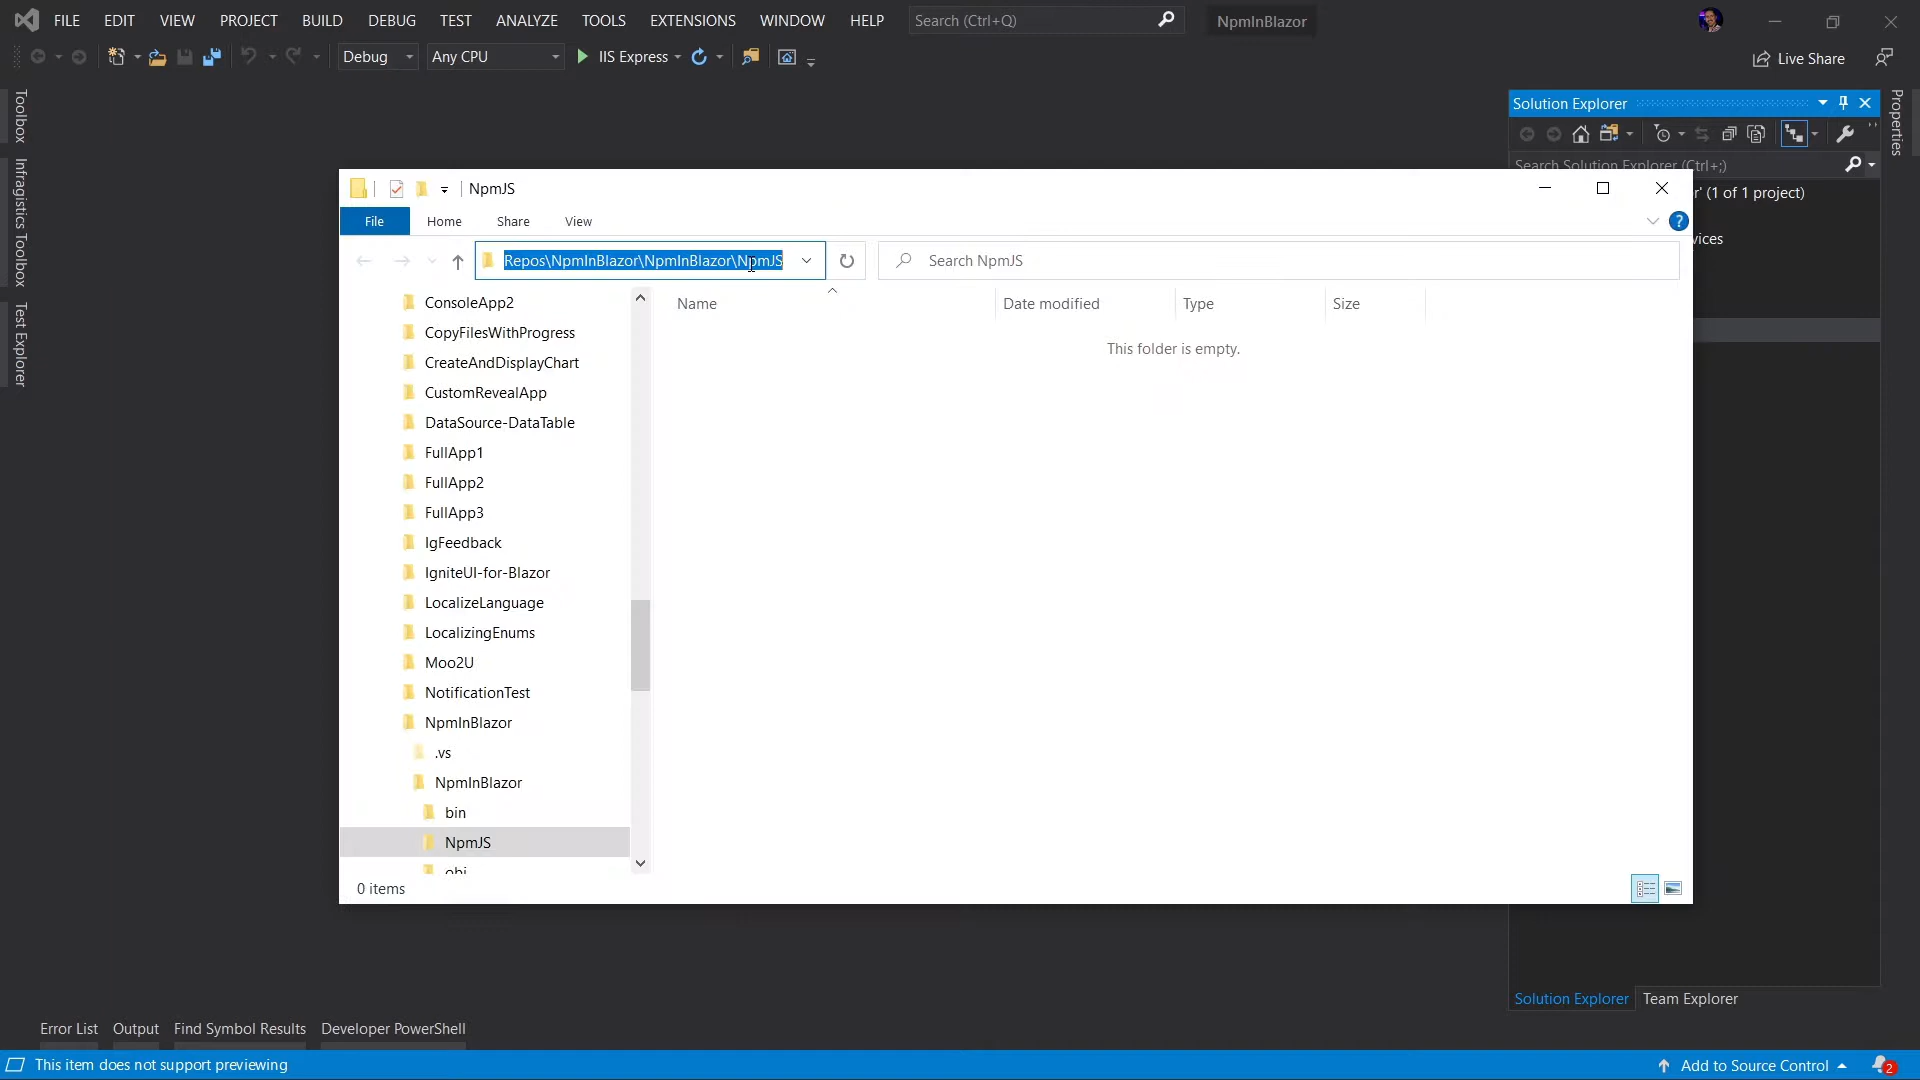 FILE EDIT VIEW PROJECT BUILD DEBUG TEST ANALYZE TOOLS EXTENSIONS WINDOW HELP Search (Ctrl+Q) NpmInBlazor
Debug Any CPU IIS Express Live Share
Toolbox
Infragistics Toolbox
Test Explorer
NpmJS
File Home Share View
Repos\NpmInBlazor\NpmInBlazor\NpmJS Search NpmJS
ConsoleApp2
CopyFilesWithProgress
CreateAndDisplayChart
CustomRevealApp
DataSource-DataTable
FullApp1
FullApp2
FullApp3
IgFeedback
IgniteUI-for-Blazor
LocalizeLanguage
LocalizingEnums
Moo2U
NotificationTest
NpmInBlazor
.vs
NpmInBlazor
bin
NpmJS
obj
Name Date modified Type Size
This folder is empty.
0 items
Solution Explorer
Search Solution Explorer (Ctrl+;)
r' (1 of 1 project)
vices
Properties
Solution Explorer Team Explorer
Error List Output Find Symbol Results Developer PowerShell
This item does not support previewing Add to Source Control 2